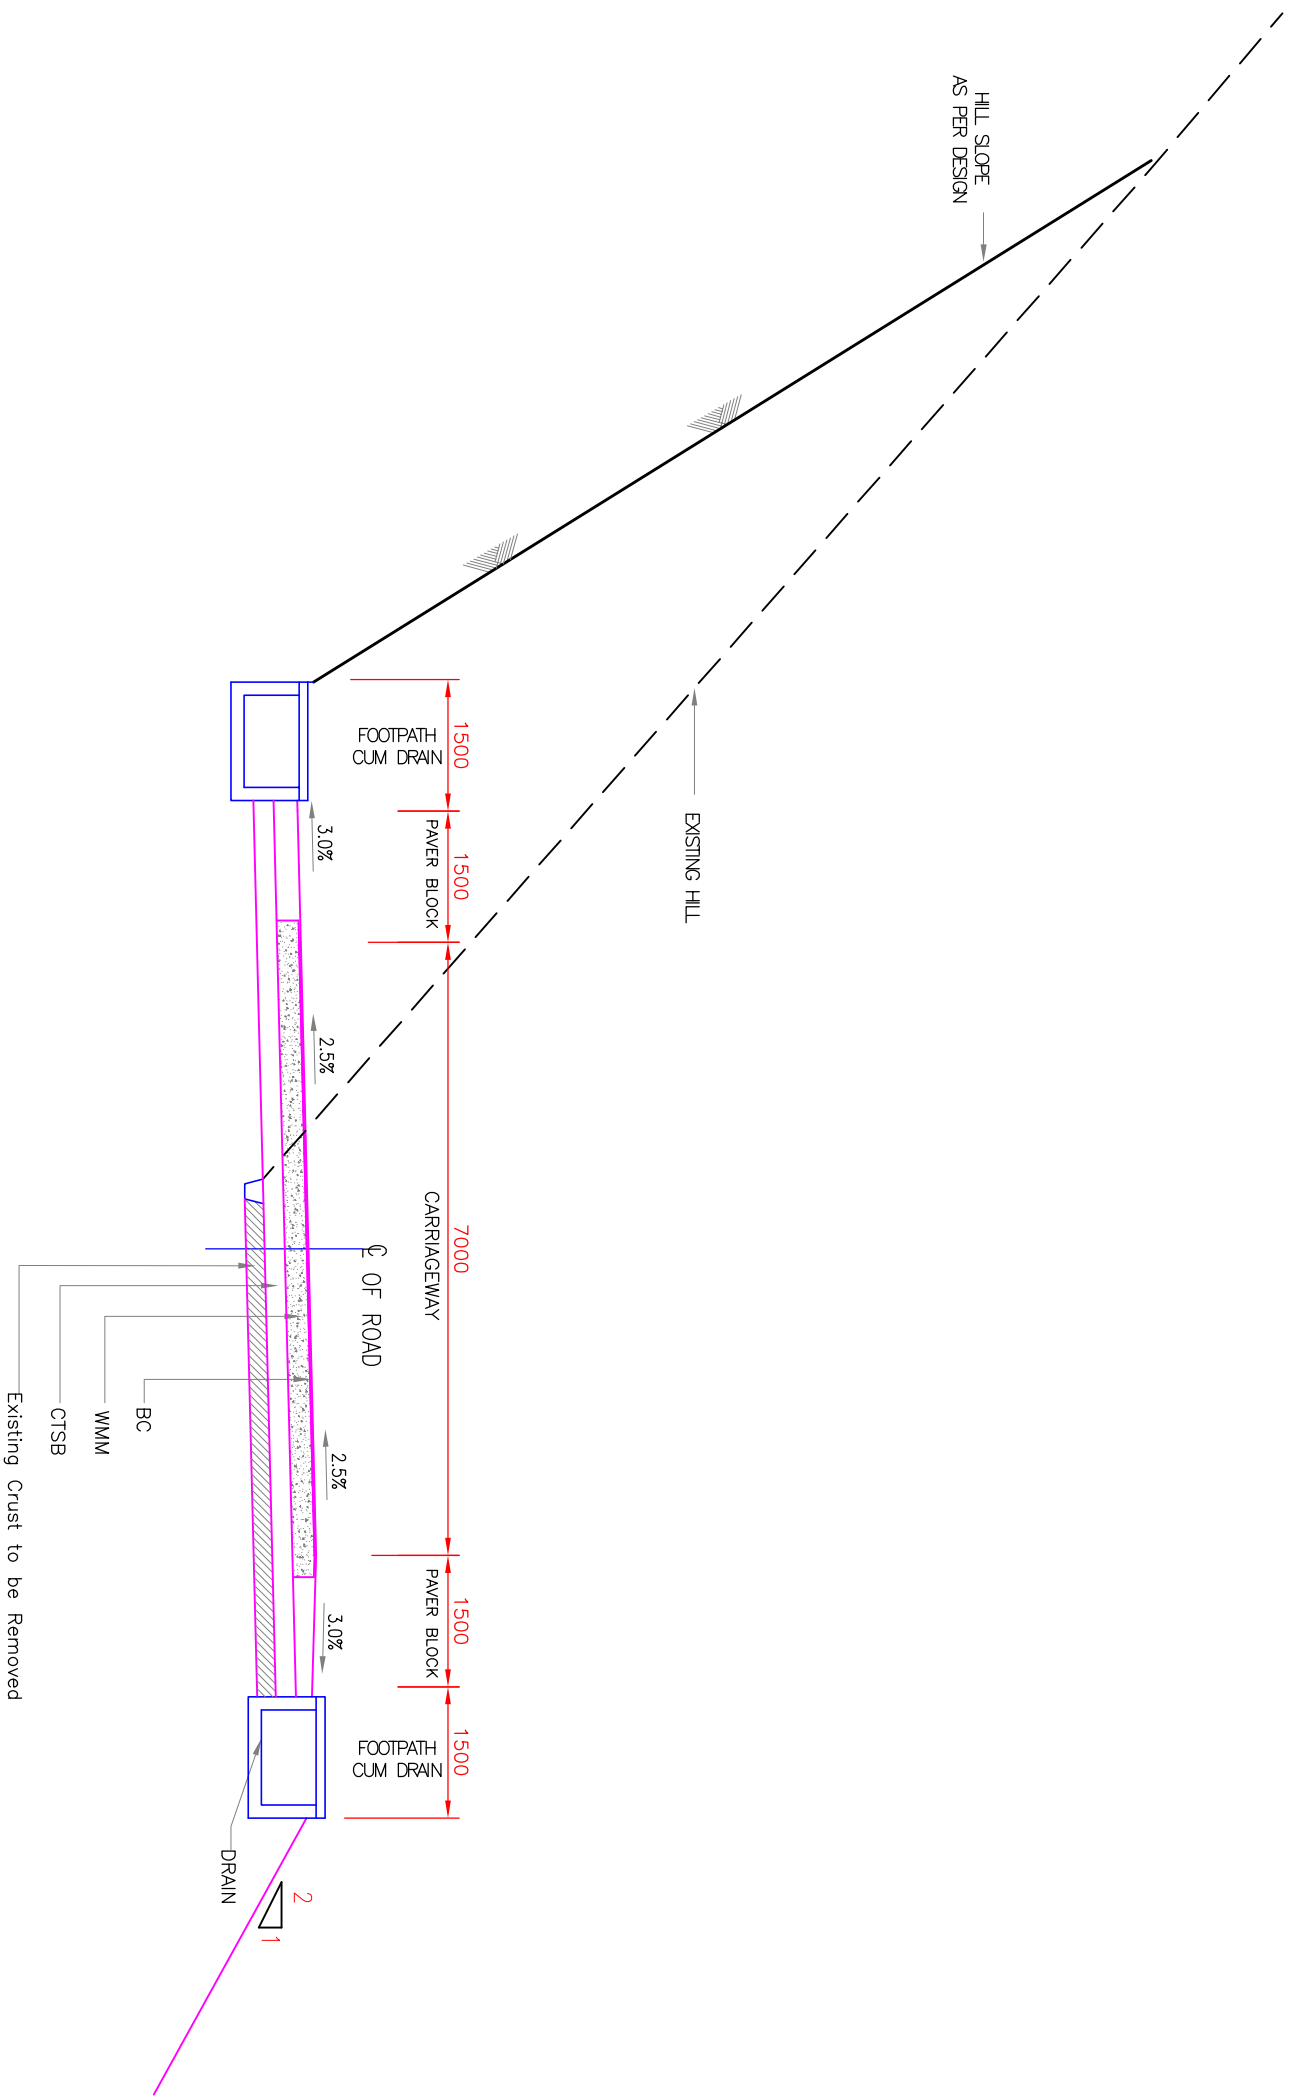 HILL SLOPE
AS PER DESIGN
EXISTING HILL
1500
1500
7000
1500
1500
FOOTPATH
CUM DRAIN
PAVER BLOCK
CARRIAGEWAY
PAVER BLOCK
FOOTPATH
CUM DRAIN
℄ OF ROAD
3.0%
2.5%
2.5%
3.0%
2
1
DRAIN
BC
WMM
CTSB
Existing Crust to be Removed